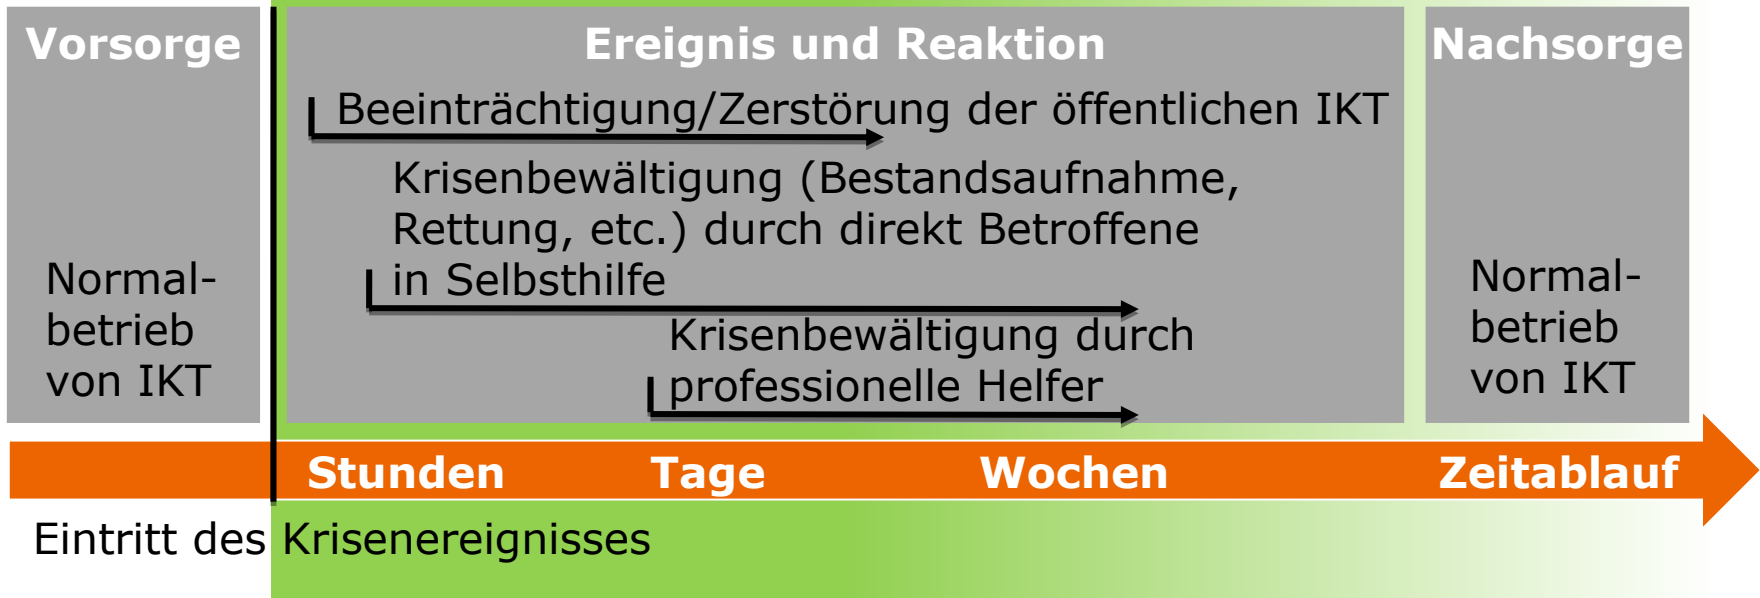 Vorsorge
Normal-
betrieb
von IKT
Ereignis und Reaktion
Beeinträchtigung/Zerstörung der öffentlichen IKT
Krisenbewältigung (Bestandsaufnahme,
Rettung, etc.) durch direkt Betroffene
in Selbsthilfe
Krisenbewältigung durch
professionelle Helfer
Nachsorge
Normal-
betrieb
von IKT
Stunden Tage Wochen Zeitablauf
Eintritt des Krisenereignisses